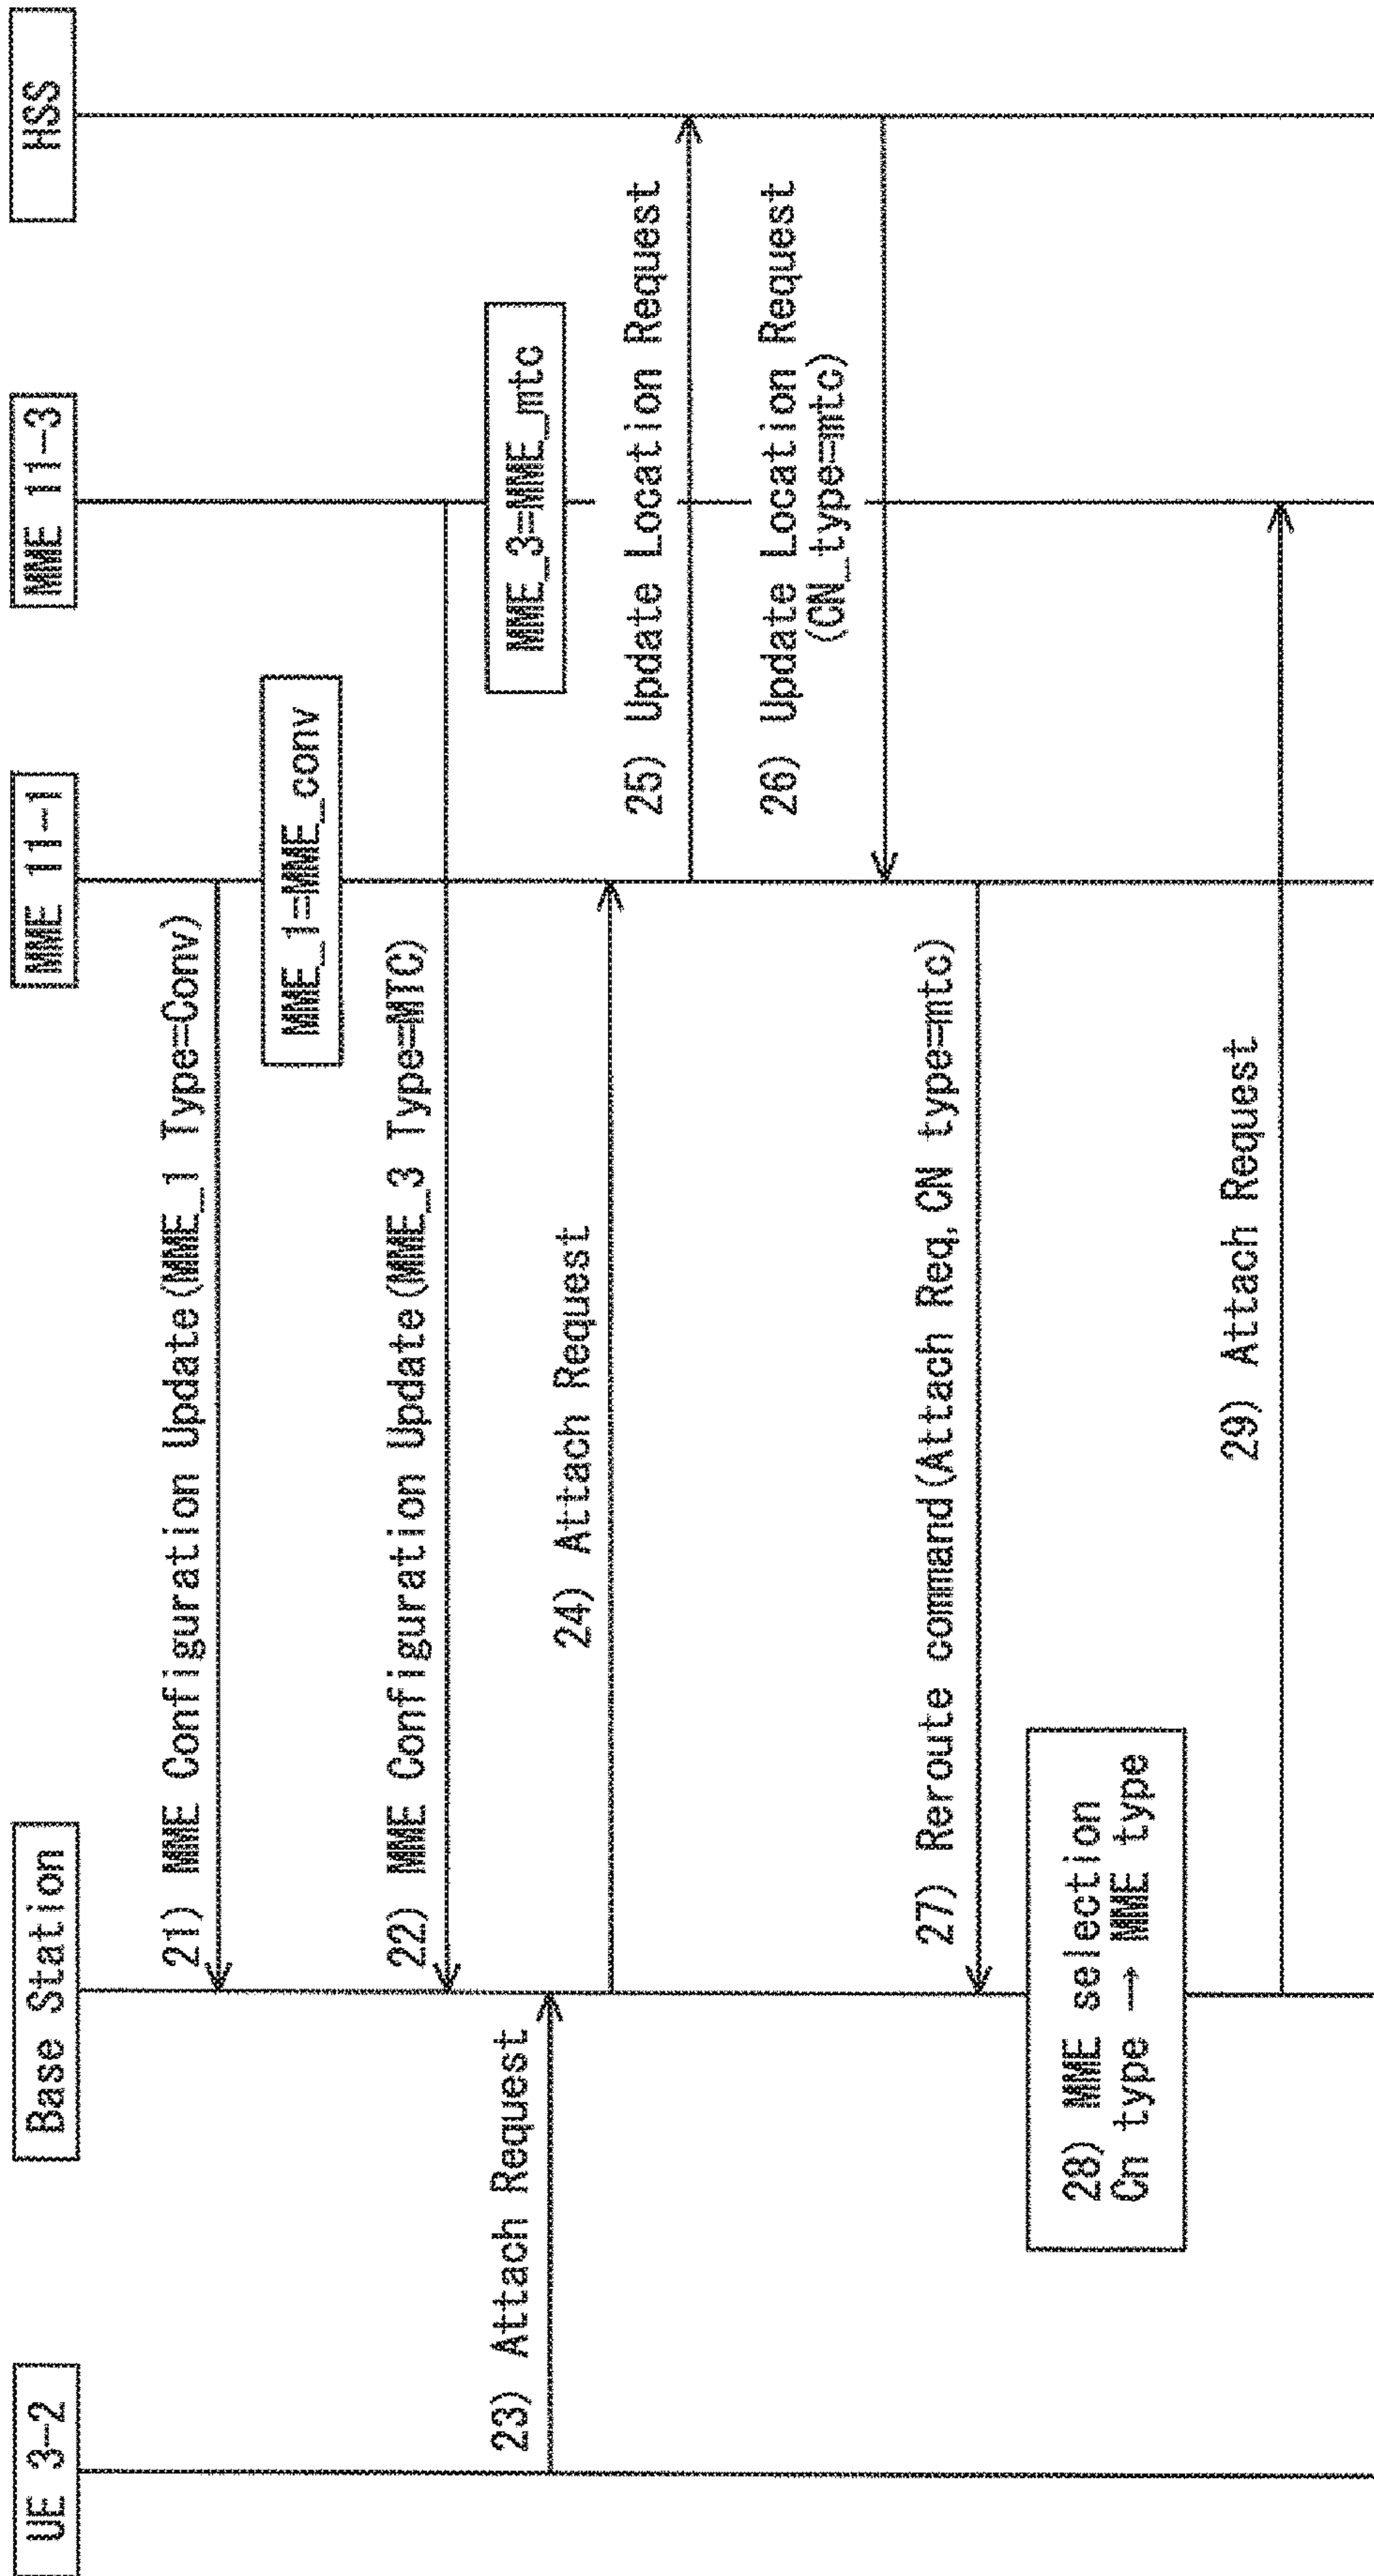 UE 3-2
Base Station
MME 11-1
MME 11-3
HSS
21) MME Configuration Update(MME_1 Type=Conv)
MME_1=MME_conv
22) MME Configuration Update(MME_3 Type=MTC)
MME_3=MME_mtc
23) Attach Request
24) Attach Request
25) Update Location Request
26) Update Location Request
(CN_type=mtc)
27) Reroute command(Attach Req, CN type=mtc)
28) MME selection
Cn type → MME type
29) Attach Request